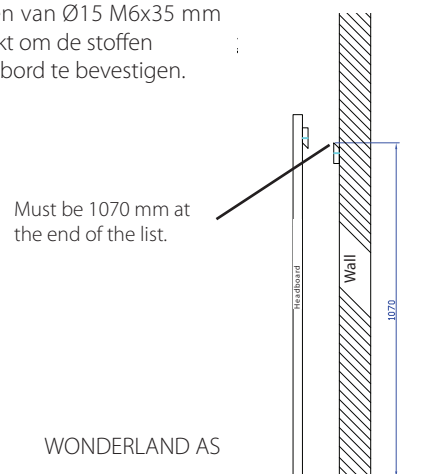 en van Ø15 M6x35 mm
kt om de stoffen
bord te bevestigen.
Must be 1070 mm at
the end of the list.
Headboard
Wall
1070
WONDERLAND AS